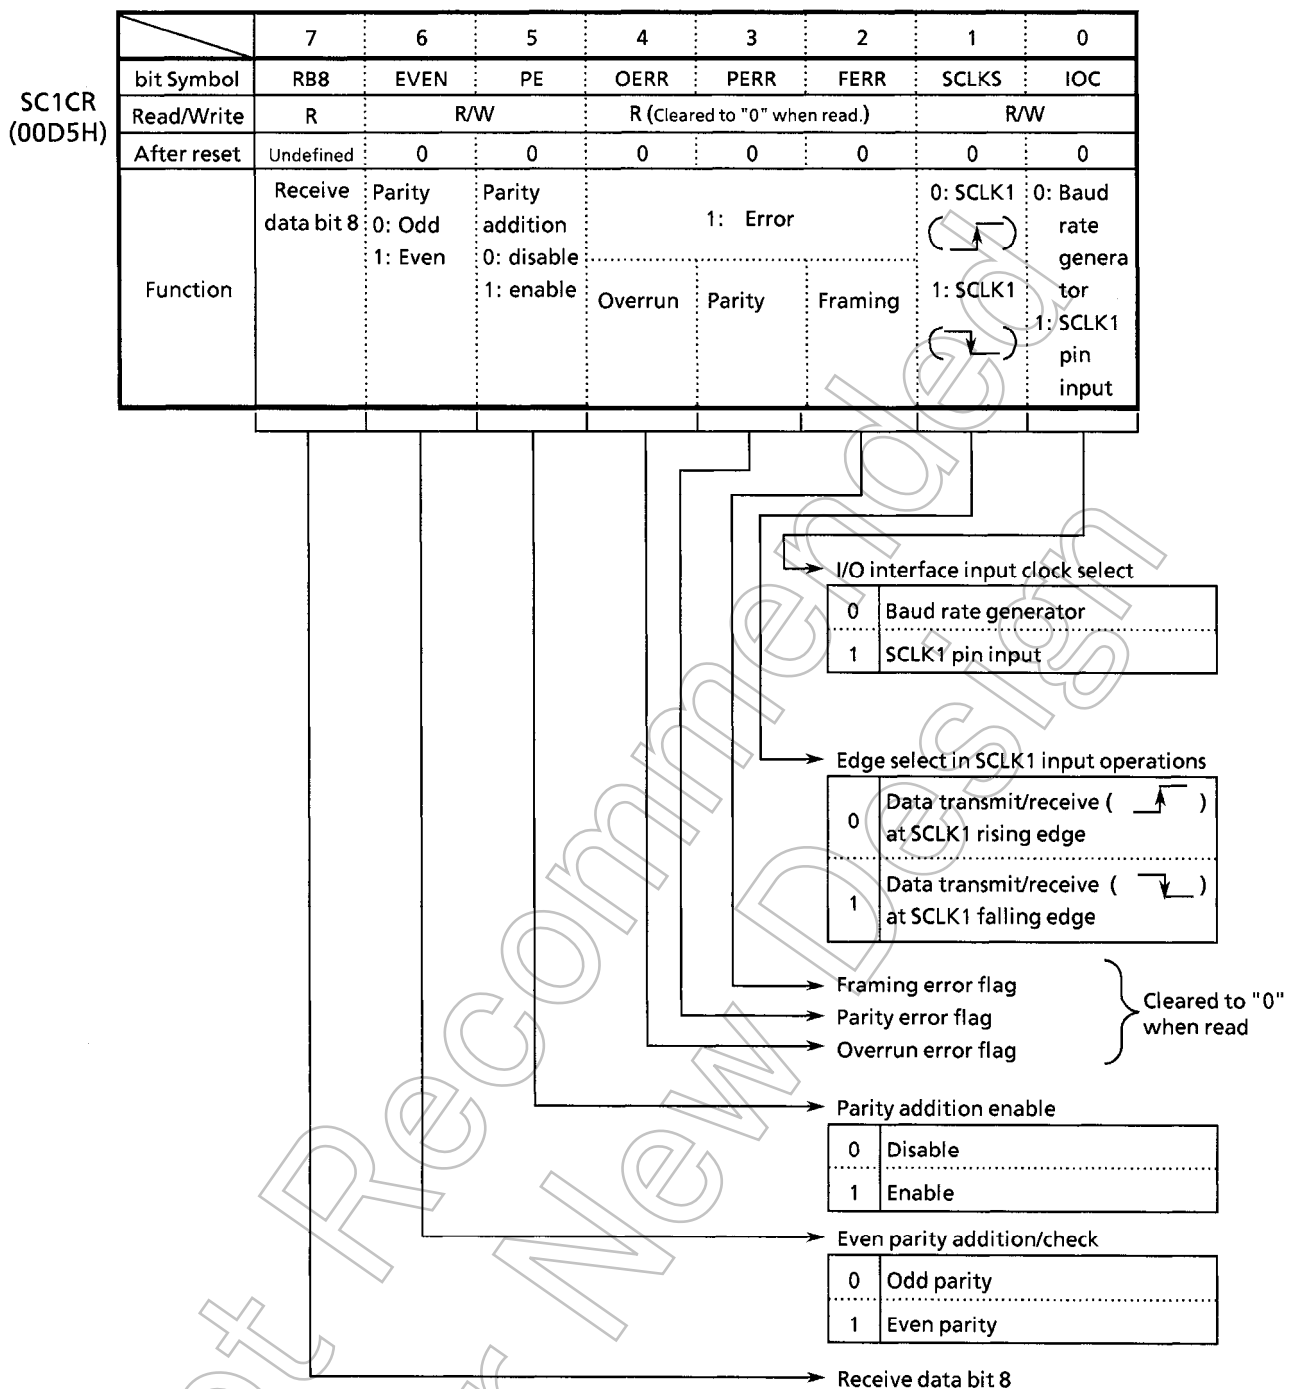 7 6 5 4 3 2 1 0
bit Symbol RB8 EVEN PE OERR PERR FERR SCLKS IOC
SC1CR
(00D5H)
Read/Write R R/W R (Cleared to "0" when read.) R/W
After reset Undefined 0 0 0 0 0 0 0
Function
Receive
data bit 8
Parity
0: Odd
1: Even
Parity
addition
0: disable
1: enable
1: Error
Overrun Parity Framing
0: SCLK1
1: SCLK1
0: Baud
rate
genera
tor
1: SCLK1
pin
input
I/O interface input clock select
0 Baud rate generator
1 SCLK1 pin input
Edge select in SCLK1 input operations
0 Data transmit/receive ( )
at SCLK1 rising edge
1 Data transmit/receive ( )
at SCLK1 falling edge
Framing error flag
Parity error flag
Overrun error flag
Cleared to "0"
when read
Parity addition enable
0 Disable
1 Enable
Even parity addition/check
0 Odd parity
1 Even parity
Receive data bit 8
Recommended
New Design